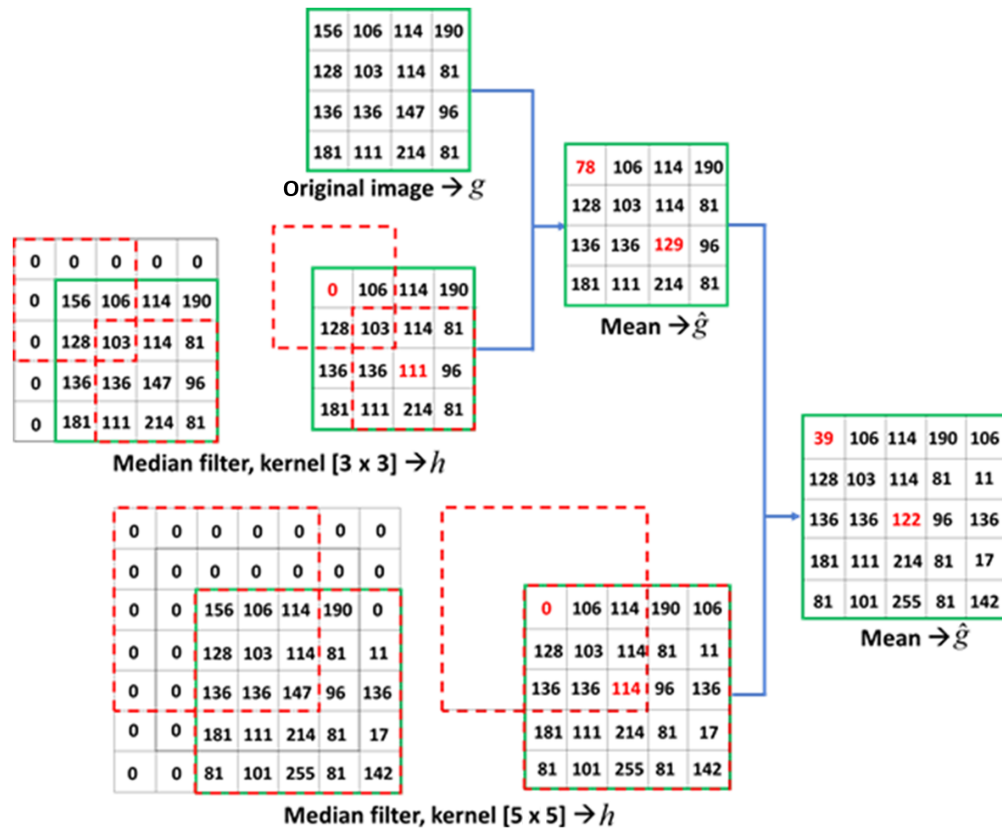 156 106 114 190
128 103 114 81
136 136 147 96
181 111 214 81
Original image → g
78 106 114 190
128 103 114 81
136 136 129 96
181 111 214 81
Mean → ĝ
0 0 0 0 0
0 156 106 114 190
0 128 103 114 81
0 136 136 147 96
0 181 111 214 81
0 106 114 190
128 103 114 81
136 136 111 96
181 111 214 81
Median filter, kernel [3 x 3] → h
39 106 114 190 106
128 103 114 81 11
136 136 122 96 136
181 111 214 81 17
81 101 255 81 142
Mean → ĝ
0 0 0 0 0 0 0
0 0 0 0 0 0 0
0 0 156 106 114 190 0
0 0 128 103 114 81 11
0 0 136 136 147 96 136
0 0 181 111 214 81 17
0 0 81 101 255 81 142
0 106 114 190 106
128 103 114 81 11
136 136 114 96 136
181 111 214 81 17
81 101 255 81 142
Median filter, kernel [5 x 5] → h